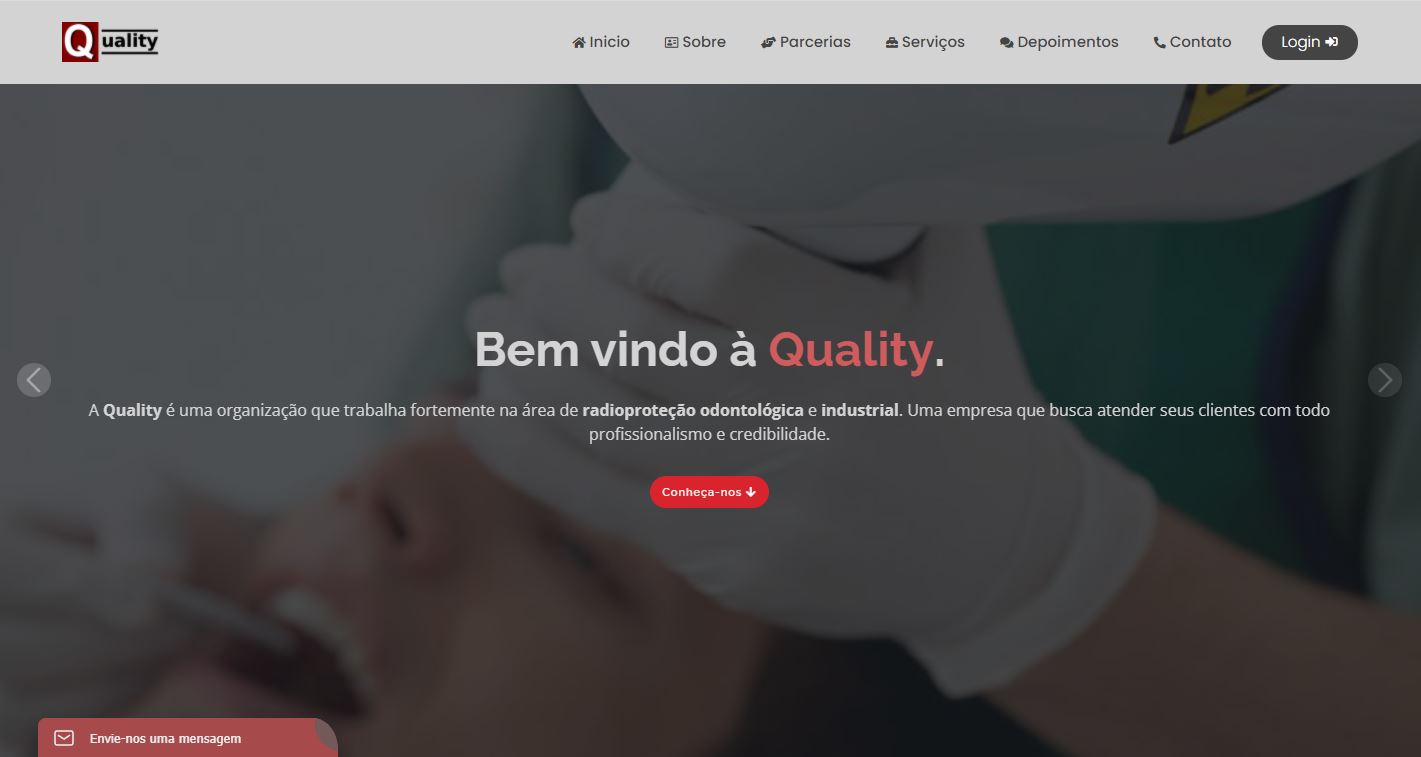 Quality
Inicio
Sobre
Parcerias
Serviços
Depoimentos
Contato
Login
Bem vindo à Quality.
A Quality é uma organização que trabalha fortemente na área de radioproteção odontológica e industrial. Uma empresa que busca atender seus clientes com todo
profissionalismo e credibilidade.
Conheça-nos
Envie-nos uma mensagem